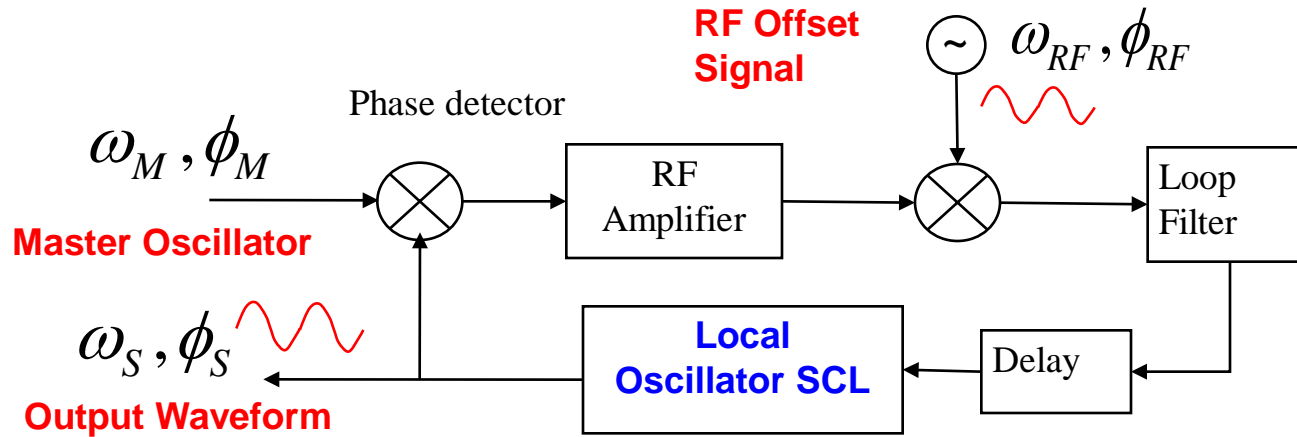 RF Offset
Signal
~
ω_RF , ϕ_RF
Phase detector
ω_M , ϕ_M
RF
Amplifier
Loop
Filter
Master Oscillator
ω_S , ϕ_S
Local
Oscillator SCL
Delay
Output Waveform